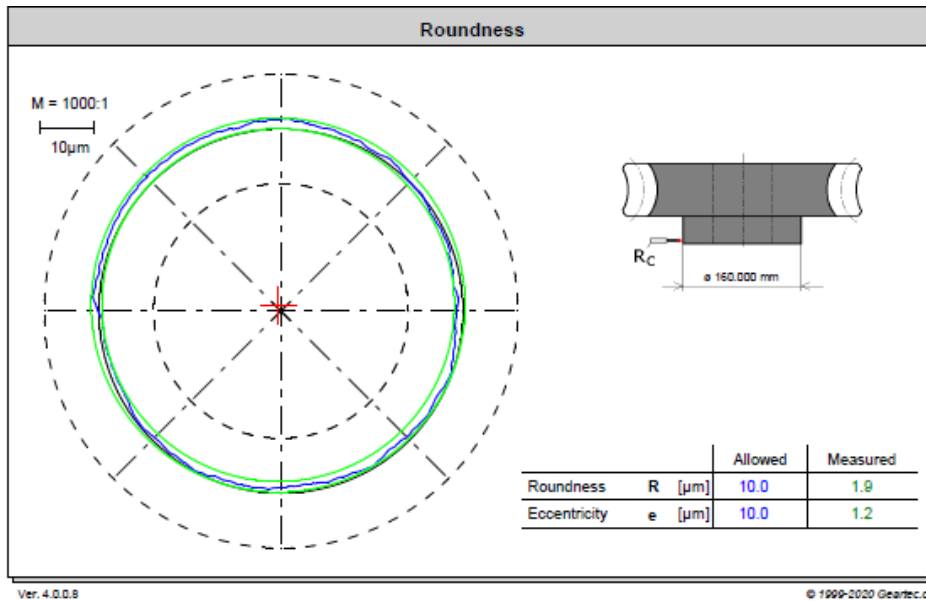 Roundness
M = 1000:1
10µm
R_C
ø 160.000 mm
Allowed Measured
Roundness R [µm] 10.0 1.9
Eccentricity e [µm] 10.0 1.2
Ver. 4.0.0.8
© 1999-2020 Geartec.